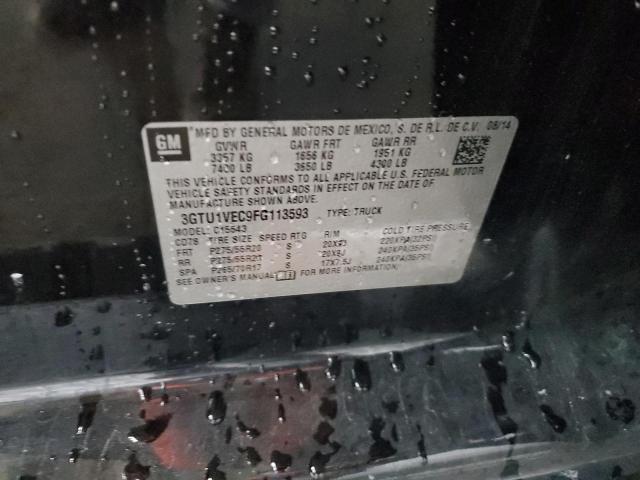 GM
*MFD BY GENERAL MOTORS DE MEXICO, S. DE R.L. DE C.V. 08/14
GVWR GAWR FRT GAWR RR
3357 KG 1656 KG 1951 KG
7400 LB 3650 LB 4300 LB
THIS VEHICLE CONFORMS TO ALL APPLICABLE U.S. FEDERAL MOTOR
VEHICLE SAFETY STANDARDS IN EFFECT ON THE DATE OF
MANUFACTURE SHOWN ABOVE.
3GTU1VEC9FG113593 TYPE: TRUCK
MODEL: C15543
CD78 TIRE SIZE SPEED RTG RIM COLD TIRE PRESSURE
FRT P275/55R20 S 20X9J 220KPA(32PSI)
RR P275/55R20 S 20X9J 240KPA(35PSI)
SPA P265/70R17 S 17X7.5J 240KPA(35PSI)
SEE OWNER'S MANUAL FOR MORE INFORMATION.